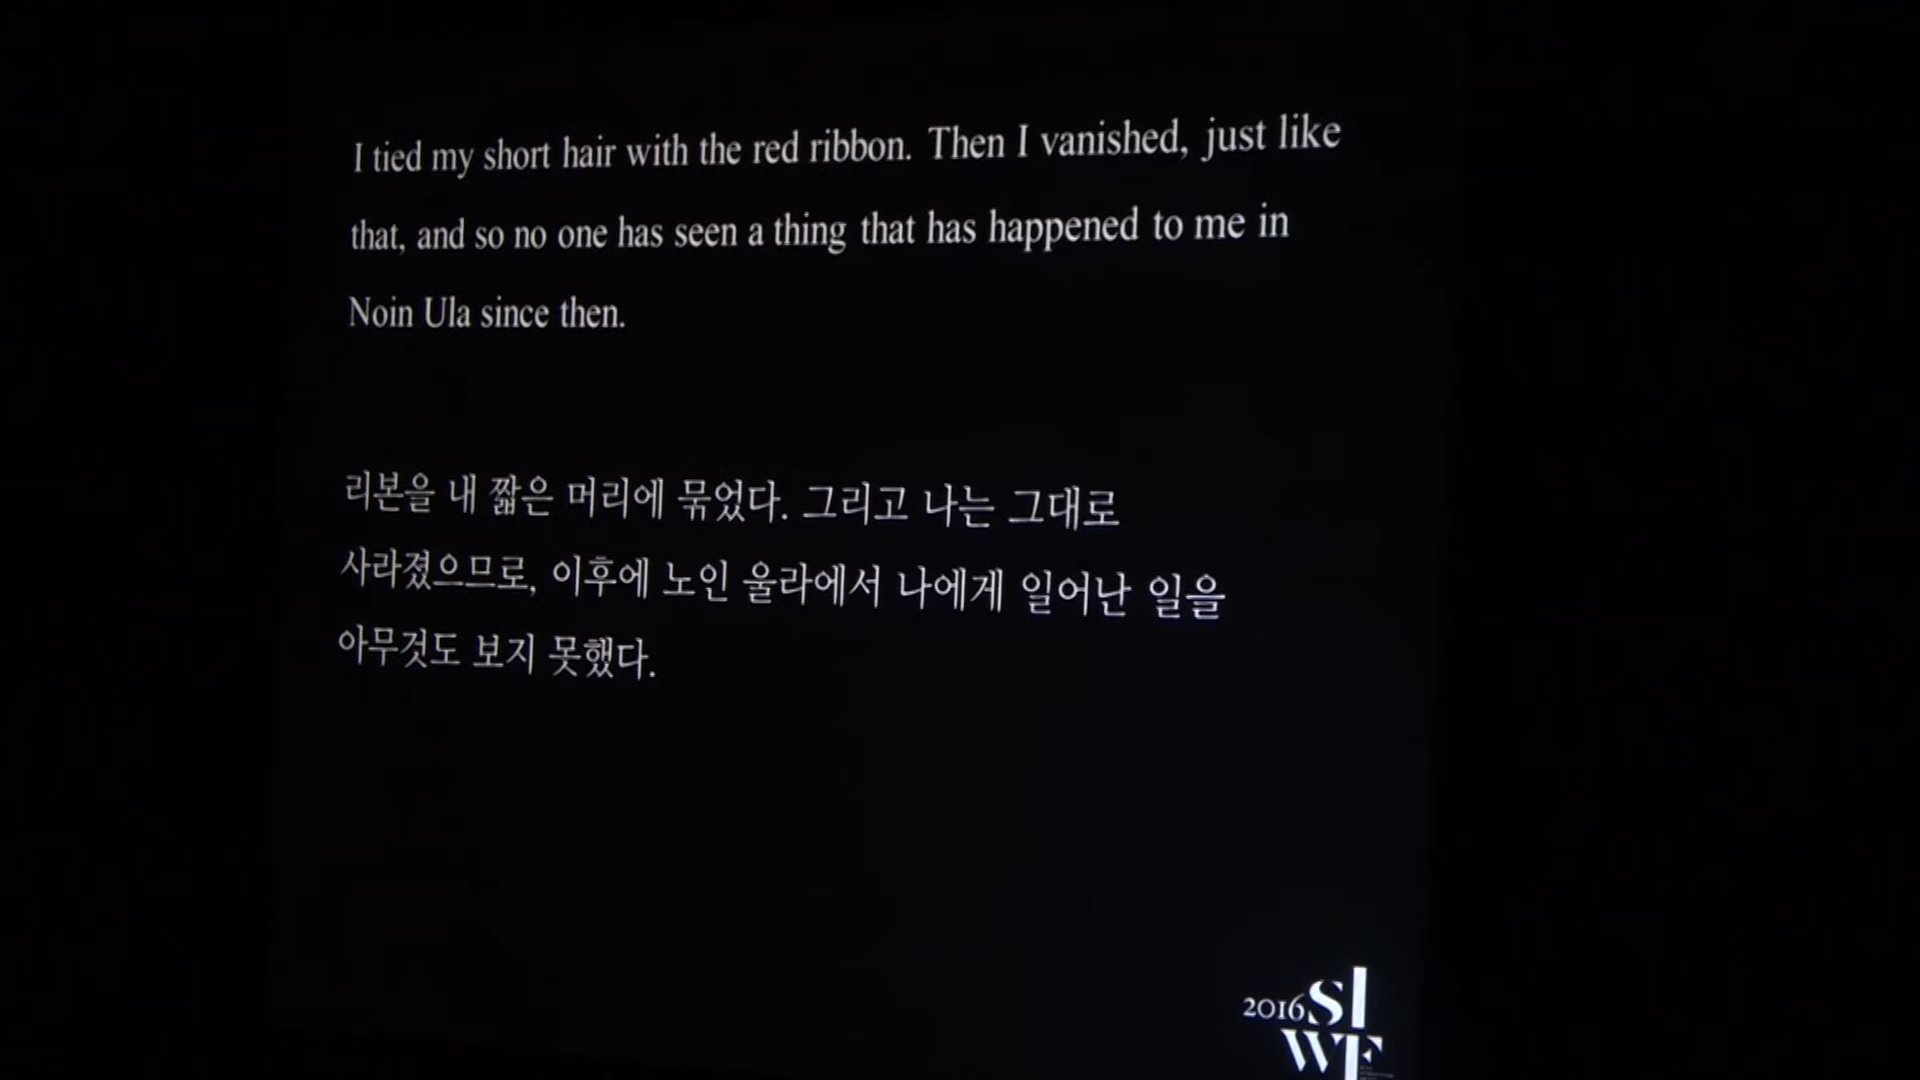 I tied my short hair with the red ribbon. Then I vanished, just like
that, and so no one has seen a thing that has happened to me in
Noin Ula since then.
리본을 내 짧은 머리에 묶었다. 그리고 나는 그대로
사라졌으므로, 이후에 노인 울라에서 나에게 일어난 일을
아무것도 보지 못했다.
2016 SI
WF